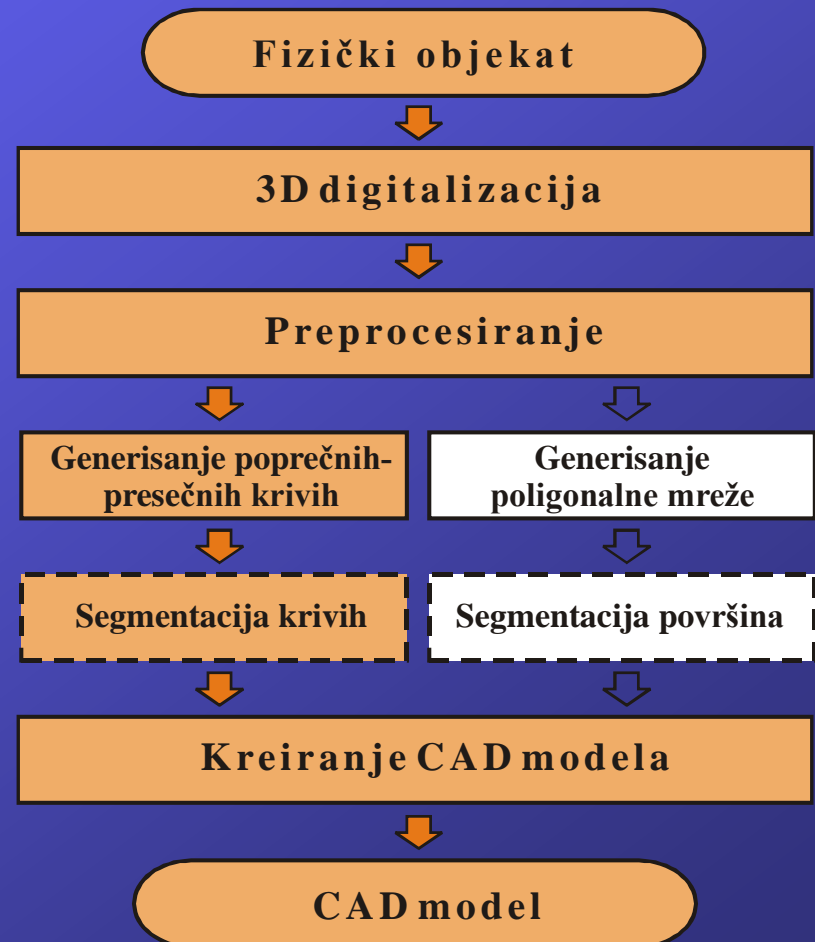 Fizički objekat
3D digitalizacija
Preprocesiranje
Generisanje poprečnih-
presečnih krivih
Generisanje
poligonalne mreže
Segmentacija krivih
Segmentacija površina
Kreiranje CAD modela
CAD model